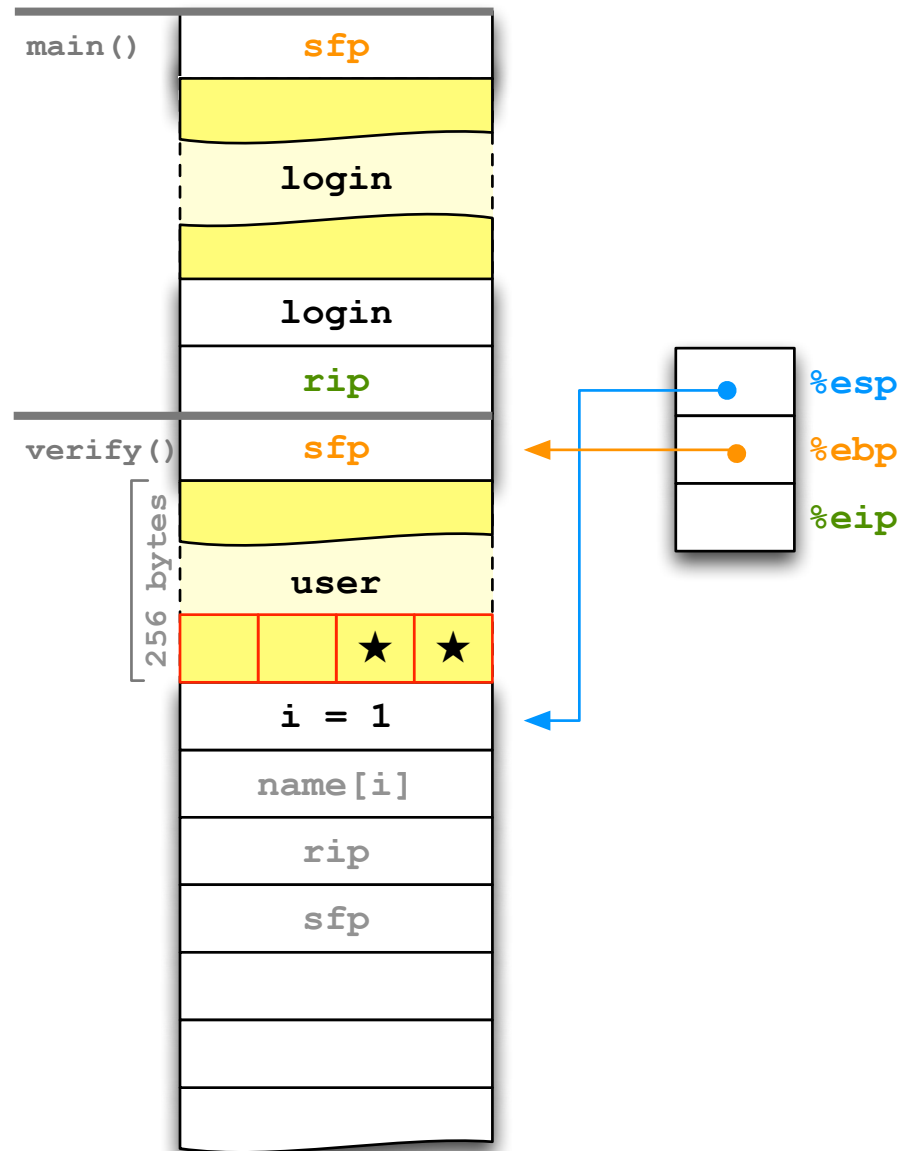 main()
sfp
login
login
rip
%esp
verify()
sfp
%ebp
256 bytes
%eip
user
★ ★
i = 1
name[i]
rip
sfp